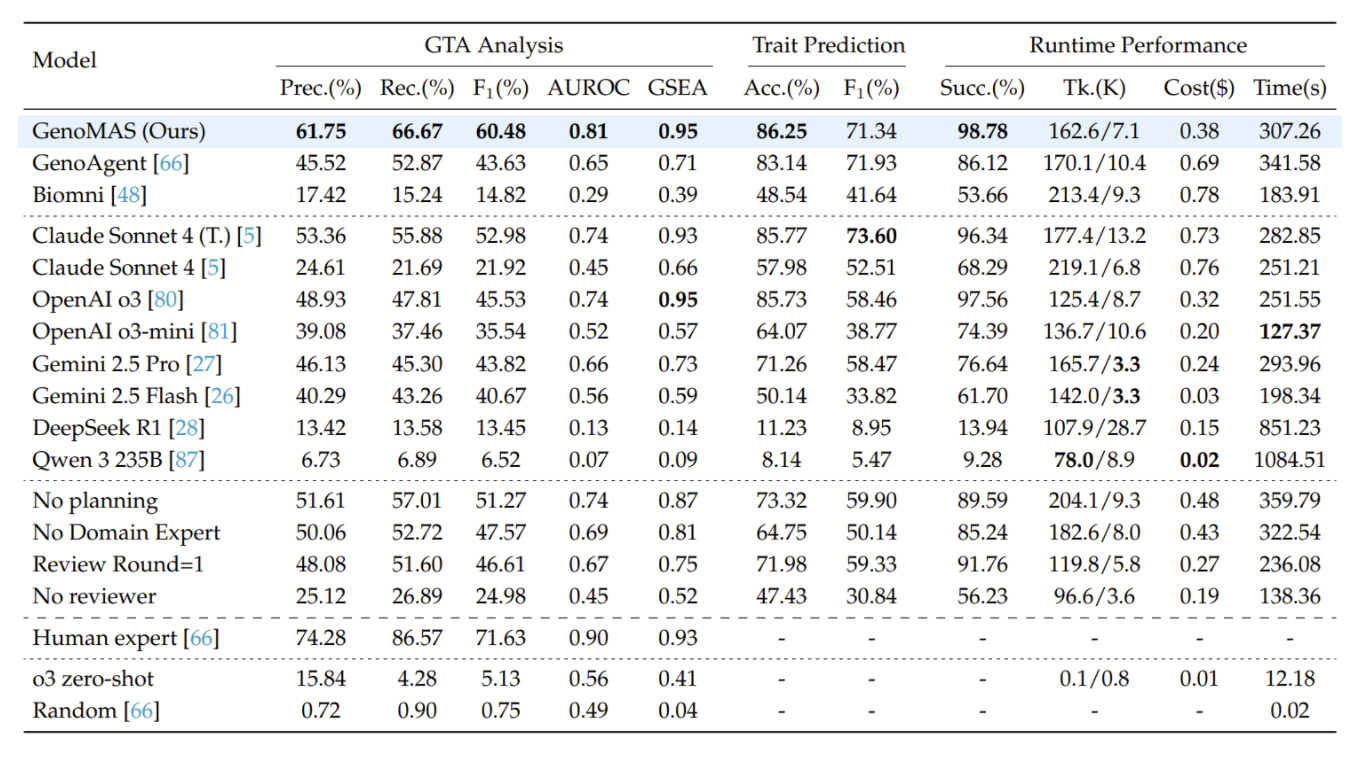 Model GTA Analysis Trait Prediction Runtime Performance
Prec.(%) Rec.(%) F1(%) AUROC GSEA Acc.(%) F1(%) Succ.(%) Tk.(K) Cost($) Time(s)
GenoMAS (Ours) 61.75 66.67 60.48 0.81 0.95 86.25 71.34 98.78 162.6/7.1 0.38 307.26
GenoAgent [66] 45.52 52.87 43.63 0.65 0.71 83.14 71.93 86.12 170.1/10.4 0.69 341.58
Biomni [48] 17.42 15.24 14.82 0.29 0.39 48.54 41.64 53.66 213.4/9.3 0.78 183.91
Claude Sonnet 4 (T.) [5] 53.36 55.88 52.98 0.74 0.93 85.77 73.60 96.34 177.4/13.2 0.73 282.85
Claude Sonnet 4 [5] 24.61 21.69 21.92 0.45 0.66 57.98 52.51 68.29 219.1/6.8 0.76 251.21
OpenAI o3 [80] 48.93 47.81 45.53 0.74 0.95 85.73 58.46 97.56 125.4/8.7 0.32 251.55
OpenAI o3-mini [81] 39.08 37.46 35.54 0.52 0.57 64.07 38.77 74.39 136.7/10.6 0.20 127.37
Gemini 2.5 Pro [27] 46.13 45.30 43.82 0.66 0.73 71.26 58.47 76.64 165.7/3.3 0.24 293.96
Gemini 2.5 Flash [26] 40.29 43.26 40.67 0.56 0.59 50.14 33.82 61.70 142.0/3.3 0.03 198.34
DeepSeek R1 [28] 13.42 13.58 13.45 0.13 0.14 11.23 8.95 13.94 107.9/28.7 0.15 851.23
Qwen 3 235B [87] 6.73 6.89 6.52 0.07 0.09 8.14 5.47 9.28 78.0/8.9 0.02 1084.51
No planning 51.61 57.01 51.27 0.74 0.87 73.32 59.90 89.59 204.1/9.3 0.48 359.79
No Domain Expert 50.06 52.72 47.57 0.69 0.81 64.75 50.14 85.24 182.6/8.0 0.43 322.54
Review Round=1 48.08 51.60 46.61 0.67 0.75 71.98 59.33 91.76 119.8/5.8 0.27 236.08
No reviewer 25.12 26.89 24.98 0.45 0.52 47.43 30.84 56.23 96.6/3.6 0.19 138.36
Human expert [66] 74.28 86.57 71.63 0.90 0.93 - - - - - -
o3 zero-shot 15.84 4.28 5.13 0.56 0.41 - - - 0.1/0.8 0.01 12.18
Random [66] 0.72 0.90 0.75 0.49 0.04 - - - - - 0.02